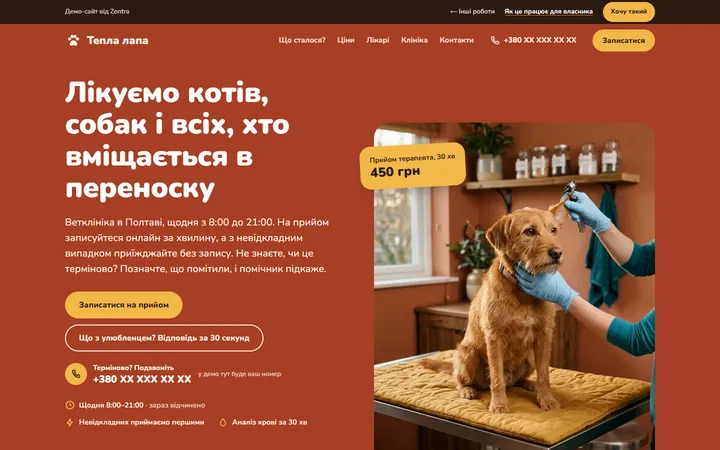 Демо-сайт від Zentra
← Інші роботи
Як це працює для власника
Хочу такий
Тепла лапа
Що сталося?
Ціни
Лікарі
Клініка
Контакти
+380 XX XXX XX XX
Записатися
Лікуємо котів,
собак і всіх, хто
вміщається в
переноску
Ветклініка в Полтаві, щодня з 8:00 до 21:00. На прийом
записуйтеся онлайн за хвилину, а з невідкладним
випадком приїжджайте без запису. Не знаєте, чи це
терміново? Позначте, що помітили, і помічник підкаже.
Записатися на прийом
Що з улюбленцем? Відповідь за 30 секунд
Терміново? Подзвоніть
+380 XX XXX XX XX
у демо тут буде ваш номер
Щодня 8:00–21:00 · зараз відчинено
Невідкладних приймаємо першими
Аналіз крові за 30 хв
Прийом терапевта, 30 хв
450 грн